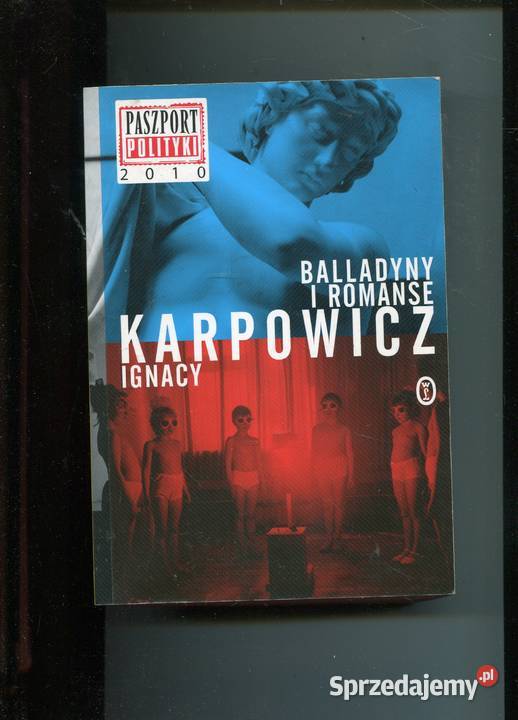 PASZPORT
POLITYKI
2010
BALLADYNY
I ROMANSE
KARPOWICZ
IGNACY
Sprzedajemy.pl